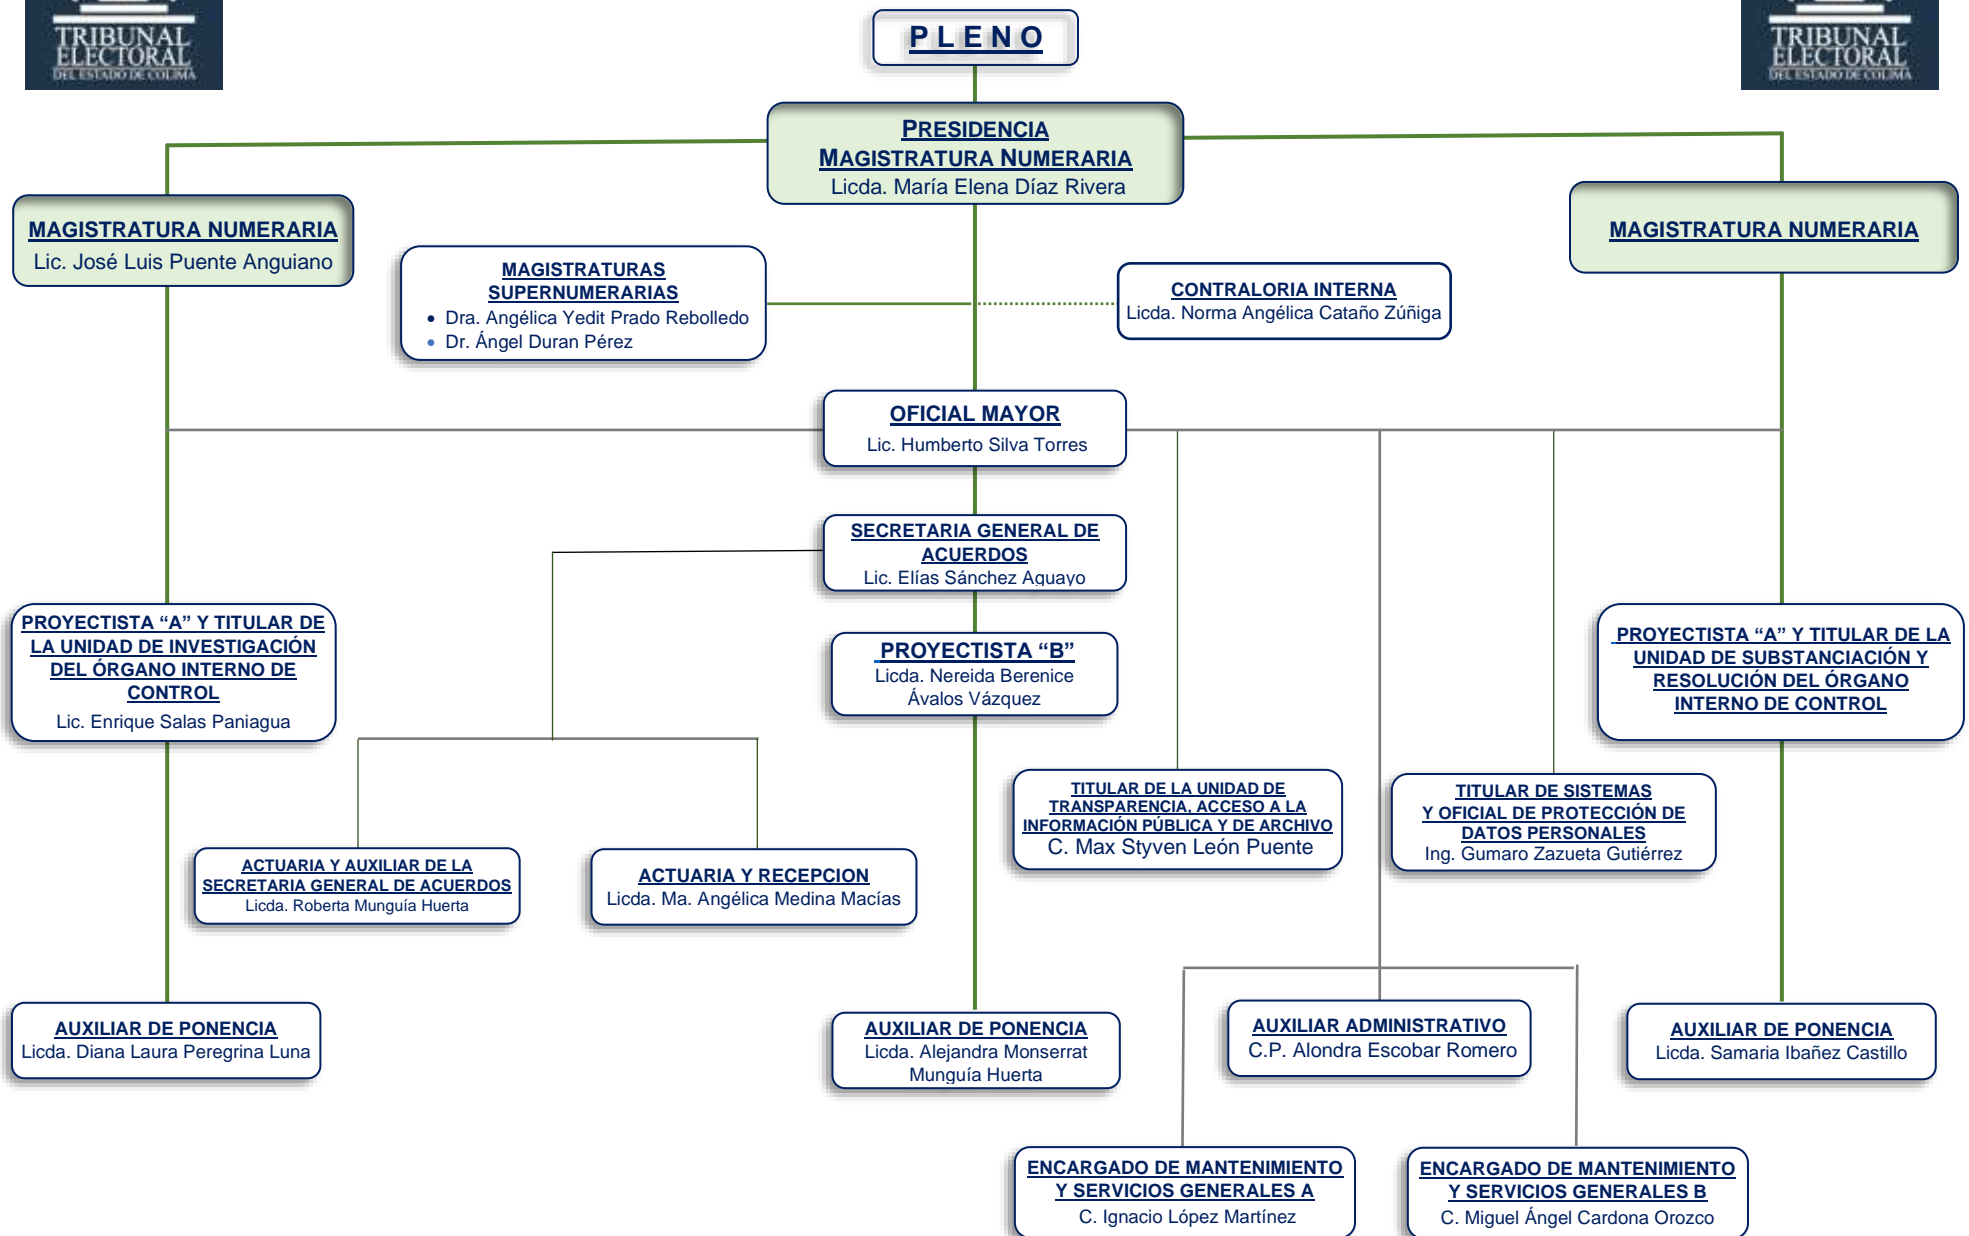 TRIBUNAL
ELECTORAL
DEL ESTADO DE COLIMA
TRIBUNAL
ELECTORAL
DEL ESTADO DE COLIMA
P L E N O
PRESIDENCIA
MAGISTRATURA NUMERARIA
Licda. María Elena Díaz Rivera
MAGISTRATURA NUMERARIA
Lic. José Luis Puente Anguiano
MAGISTRATURA NUMERARIA
MAGISTRATURAS
SUPERNUMERARIAS
• Dra. Angélica Yedit Prado Rebolledo
• Dr. Ángel Duran Pérez
CONTRALORIA INTERNA
Licda. Norma Angélica Cataño Zúñiga
OFICIAL MAYOR
Lic. Humberto Silva Torres
SECRETARIA GENERAL DE
ACUERDOS
Lic. Elías Sánchez Aguayo
PROYECTISTA “A” Y TITULAR DE
LA UNIDAD DE INVESTIGACIÓN
DEL ÓRGANO INTERNO DE
CONTROL
Lic. Enrique Salas Paniagua
PROYECTISTA “B”
Licda. Nereida Berenice
Ávalos Vázquez
PROYECTISTA “A” Y TITULAR DE LA
UNIDAD DE SUBSTANCIACIÓN Y
RESOLUCIÓN DEL ÓRGANO
INTERNO DE CONTROL
TITULAR DE LA UNIDAD DE
TRANSPARENCIA, ACCESO A LA
INFORMACIÓN PÚBLICA Y DE ARCHIVO
C. Max Styven León Puente
TITULAR DE SISTEMAS
Y OFICIAL DE PROTECCIÓN DE
DATOS PERSONALES
Ing. Gumaro Zazueta Gutiérrez
ACTUARIA Y AUXILIAR DE LA
SECRETARIA GENERAL DE ACUERDOS
Licda. Roberta Munguía Huerta
ACTUARIA Y RECEPCION
Licda. Ma. Angélica Medina Macías
AUXILIAR DE PONENCIA
Licda. Diana Laura Peregrina Luna
AUXILIAR DE PONENCIA
Licda. Alejandra Monserrat
Munguía Huerta
AUXILIAR ADMINISTRATIVO
C.P. Alondra Escobar Romero
AUXILIAR DE PONENCIA
Licda. Samaria Ibañez Castillo
ENCARGADO DE MANTENIMIENTO
Y SERVICIOS GENERALES A
C. Ignacio López Martínez
ENCARGADO DE MANTENIMIENTO
Y SERVICIOS GENERALES B
C. Miguel Ángel Cardona Orozco